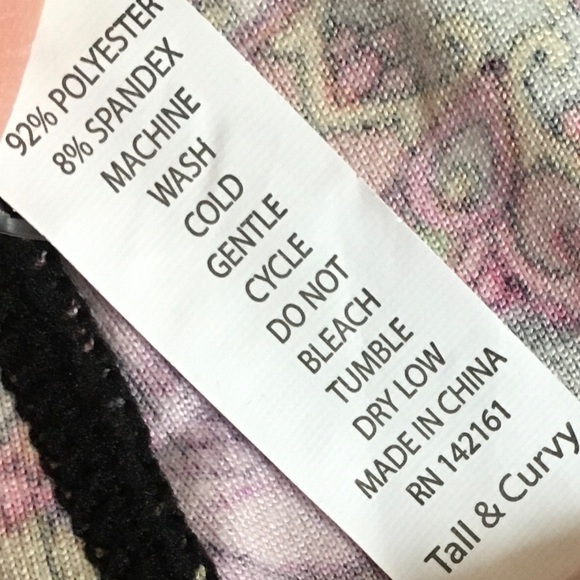 92% POLYESTER
8% SPANDEX
MACHINE
WASH
COLD
GENTLE
CYCLE
DO NOT
BLEACH
TUMBLE
DRY LOW
MADE IN CHINA
RN 142161
Tall & Curvy